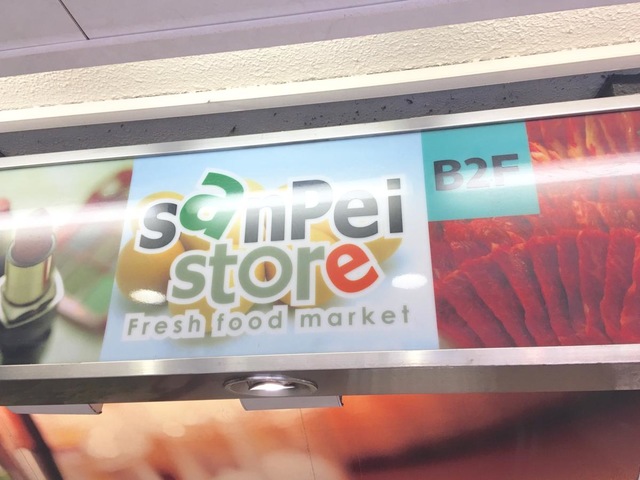 sanPei
store
Fresh food market
B2F